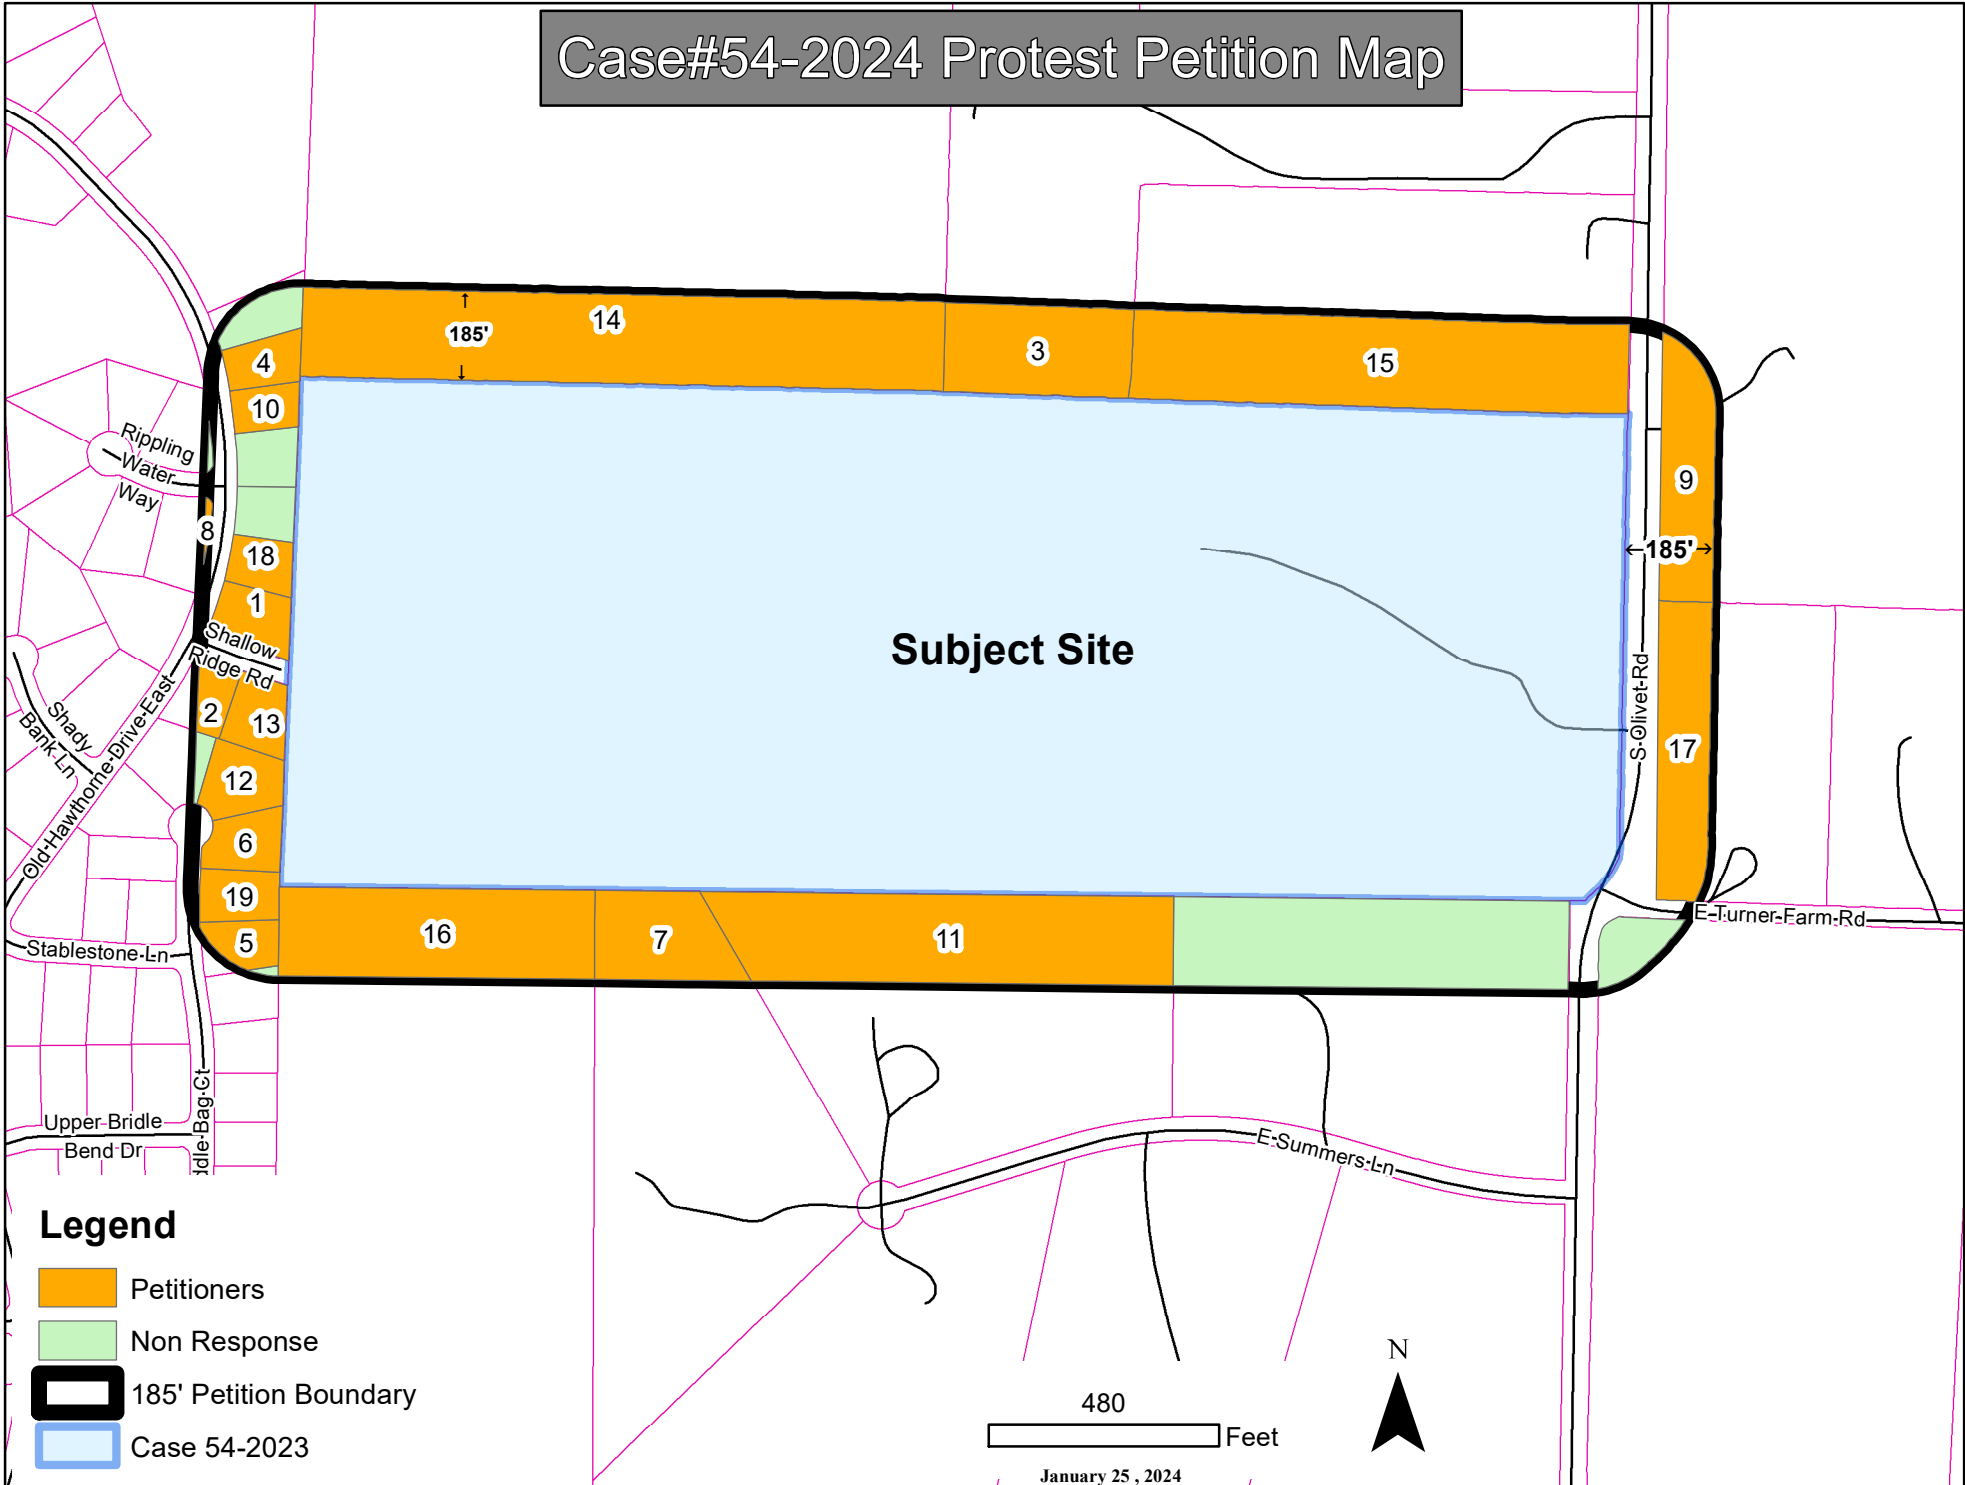 Case#54-2024 Protest Petition Map
185'
14
3
15
4
10
Rippling
Water
Way
8
18
1
Shallow
Ridge Rd
2
13
12
6
19
5
16
7
11
9
185'
17
Subject Site
S Olivet Rd
E Turner Farm Rd
Shady
Bank Ln
Old Hawthorne Drive East
Stablestone Ln
Upper Bridle
Bend Dr
ddle Bag Ct
E Summers Ln
Legend
Petitioners
Non Response
185' Petition Boundary
Case 54-2023
480
Feet
January 25 , 2024
N